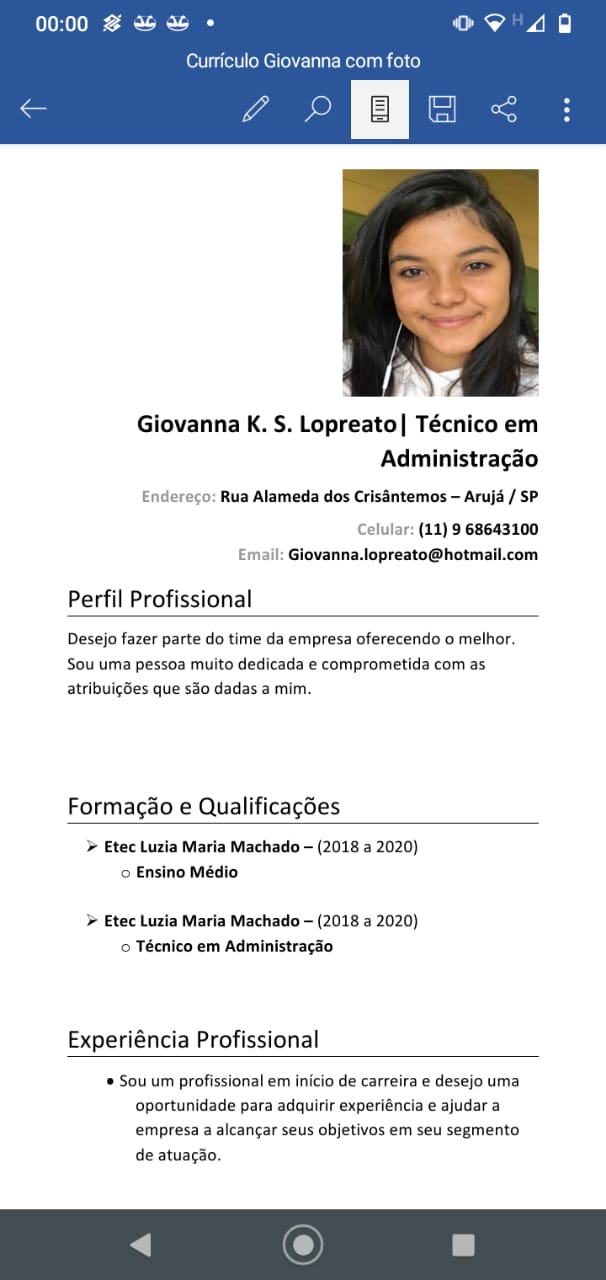 00:00
H
Currículo Giovanna com foto
Giovanna K. S. Lopreato| Técnico em
Administração
Endereço: Rua Alameda dos Crisântemos – Arujá / SP
Celular: (11) 9 68643100
Email: Giovanna.lopreato@hotmail.com
Perfil Profissional
Desejo fazer parte do time da empresa oferecendo o melhor.
Sou uma pessoa muito dedicada e comprometida com as
atribuições que são dadas a mim.
Formação e Qualificações
➢ Etec Luzia Maria Machado – (2018 a 2020)
o Ensino Médio
➢ Etec Luzia Maria Machado – (2018 a 2020)
o Técnico em Administração
Experiência Profissional
• Sou um profissional em início de carreira e desejo uma
oportunidade para adquirir experiência e ajudar a
empresa a alcançar seus objetivos em seu segmento
de atuação.